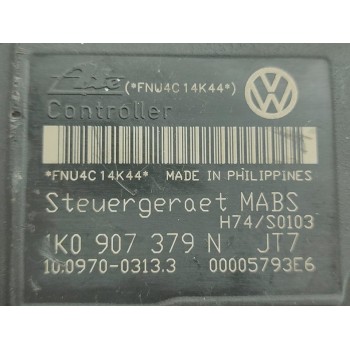 Ate (*FNU4C14K44*)
Controller
*FNU4C14K44* MADE IN PHILIPPINES
Steuergeraet MABS
H74/S0103
1K0 907 379 N JT7
10.0970-0313.3 00005793E6